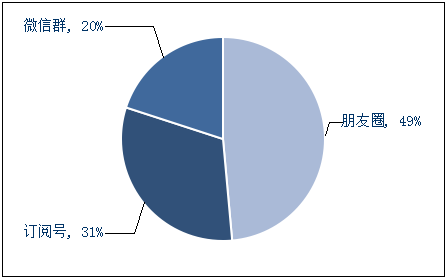 微信群, 20%
朋友圈, 49%
订阅号, 31%